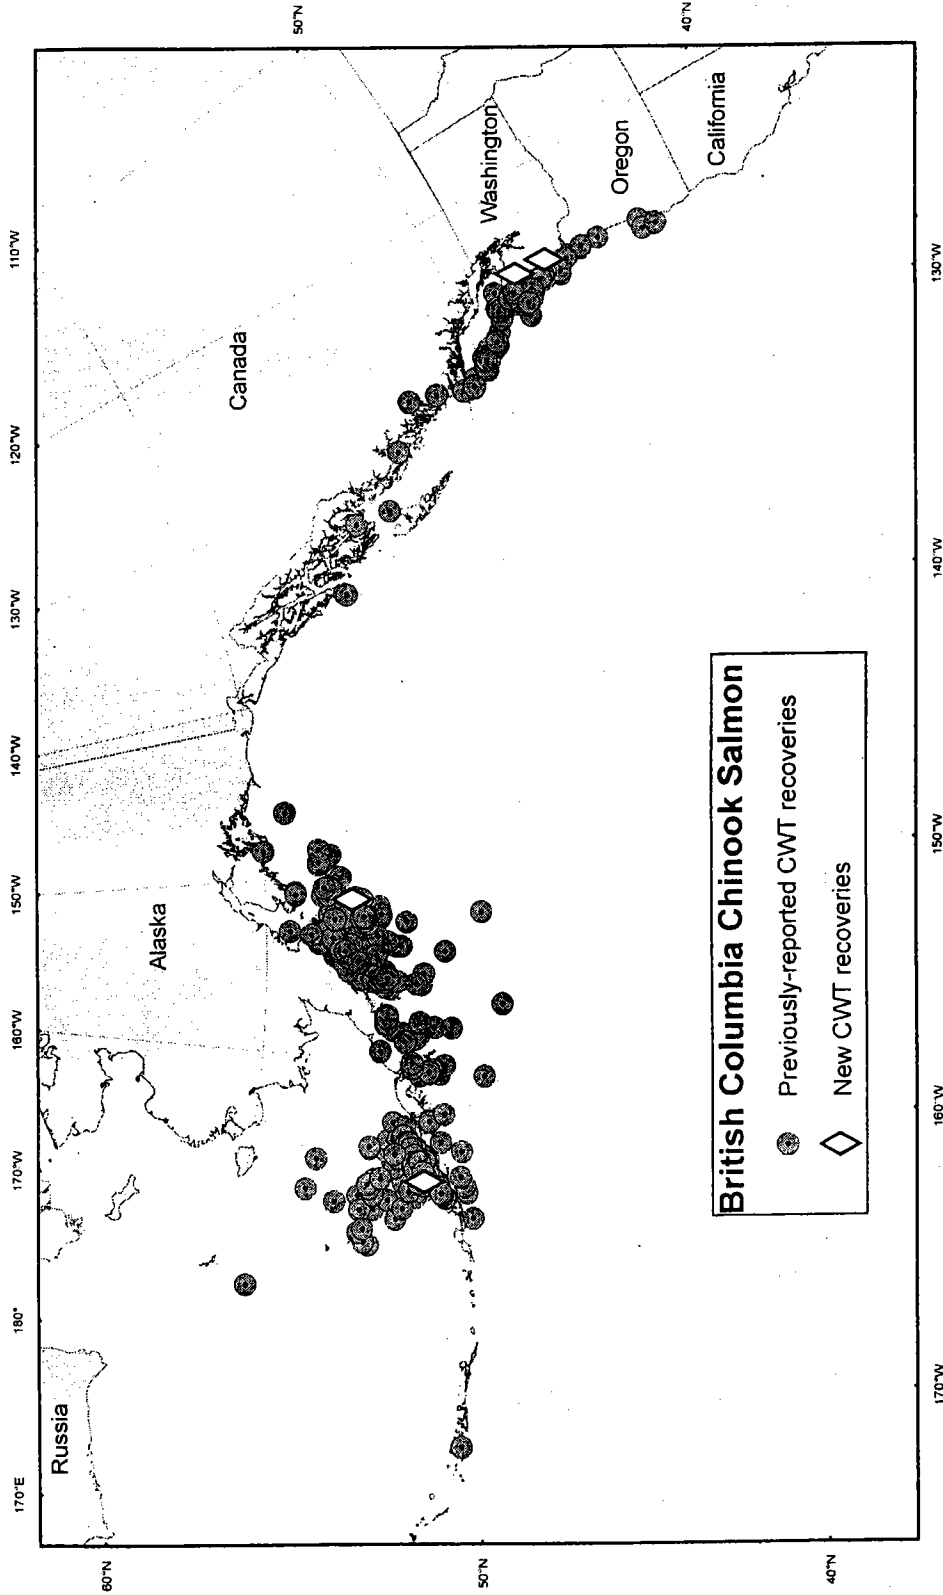 170°E
180°
170°W
160°W
150°W
140°W
130°W
120°W
110°W
60°N
50°N
50°N
40°N
40°N
Russia
Alaska
Canada
Washington
Oregon
California
British Columbia Chinook Salmon
Previously-reported CWT recoveries
New CWT recoveries
170°W
160°W
150°W
140°W
130°W